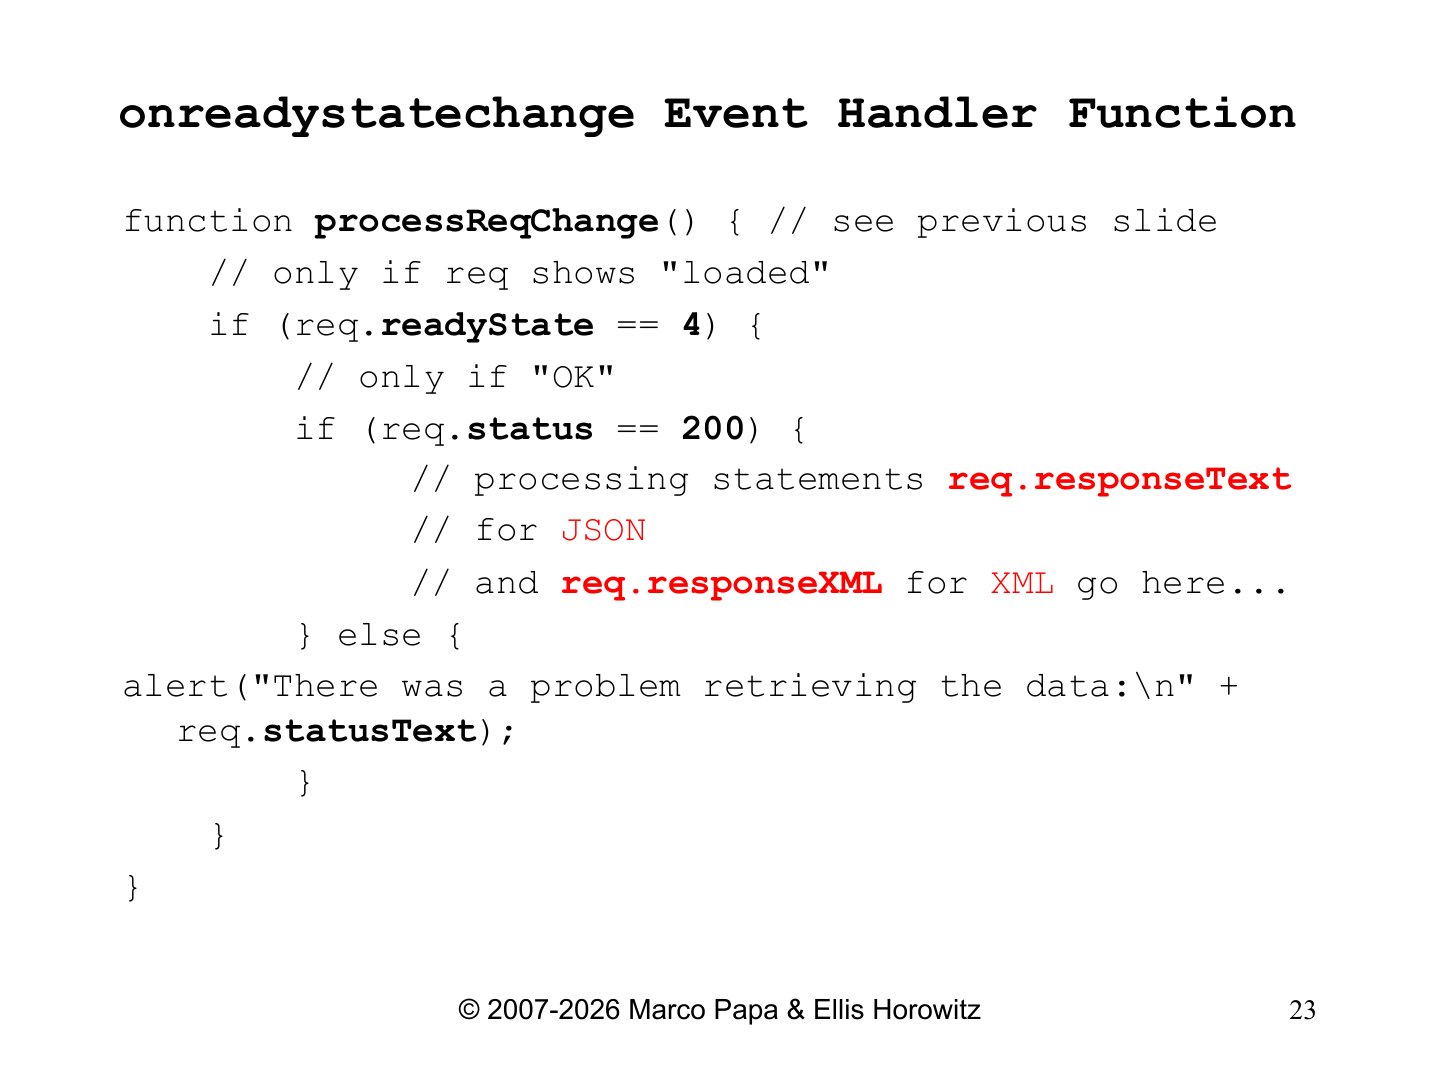 onreadystatechange Event Handler Function
function processReqChange() { // see previous slide
// only if req shows "loaded"
if (req.readyState == 4) {
// only if "OK"
if (req.status == 200) {
// processing statements req.responseText
// for JSON
// and req.responseXML for XML go here...
} else {
alert("There was a problem retrieving the data:\n" +
req.statusText);
}
}
}
© 2007-2026 Marco Papa & Ellis Horowitz
23